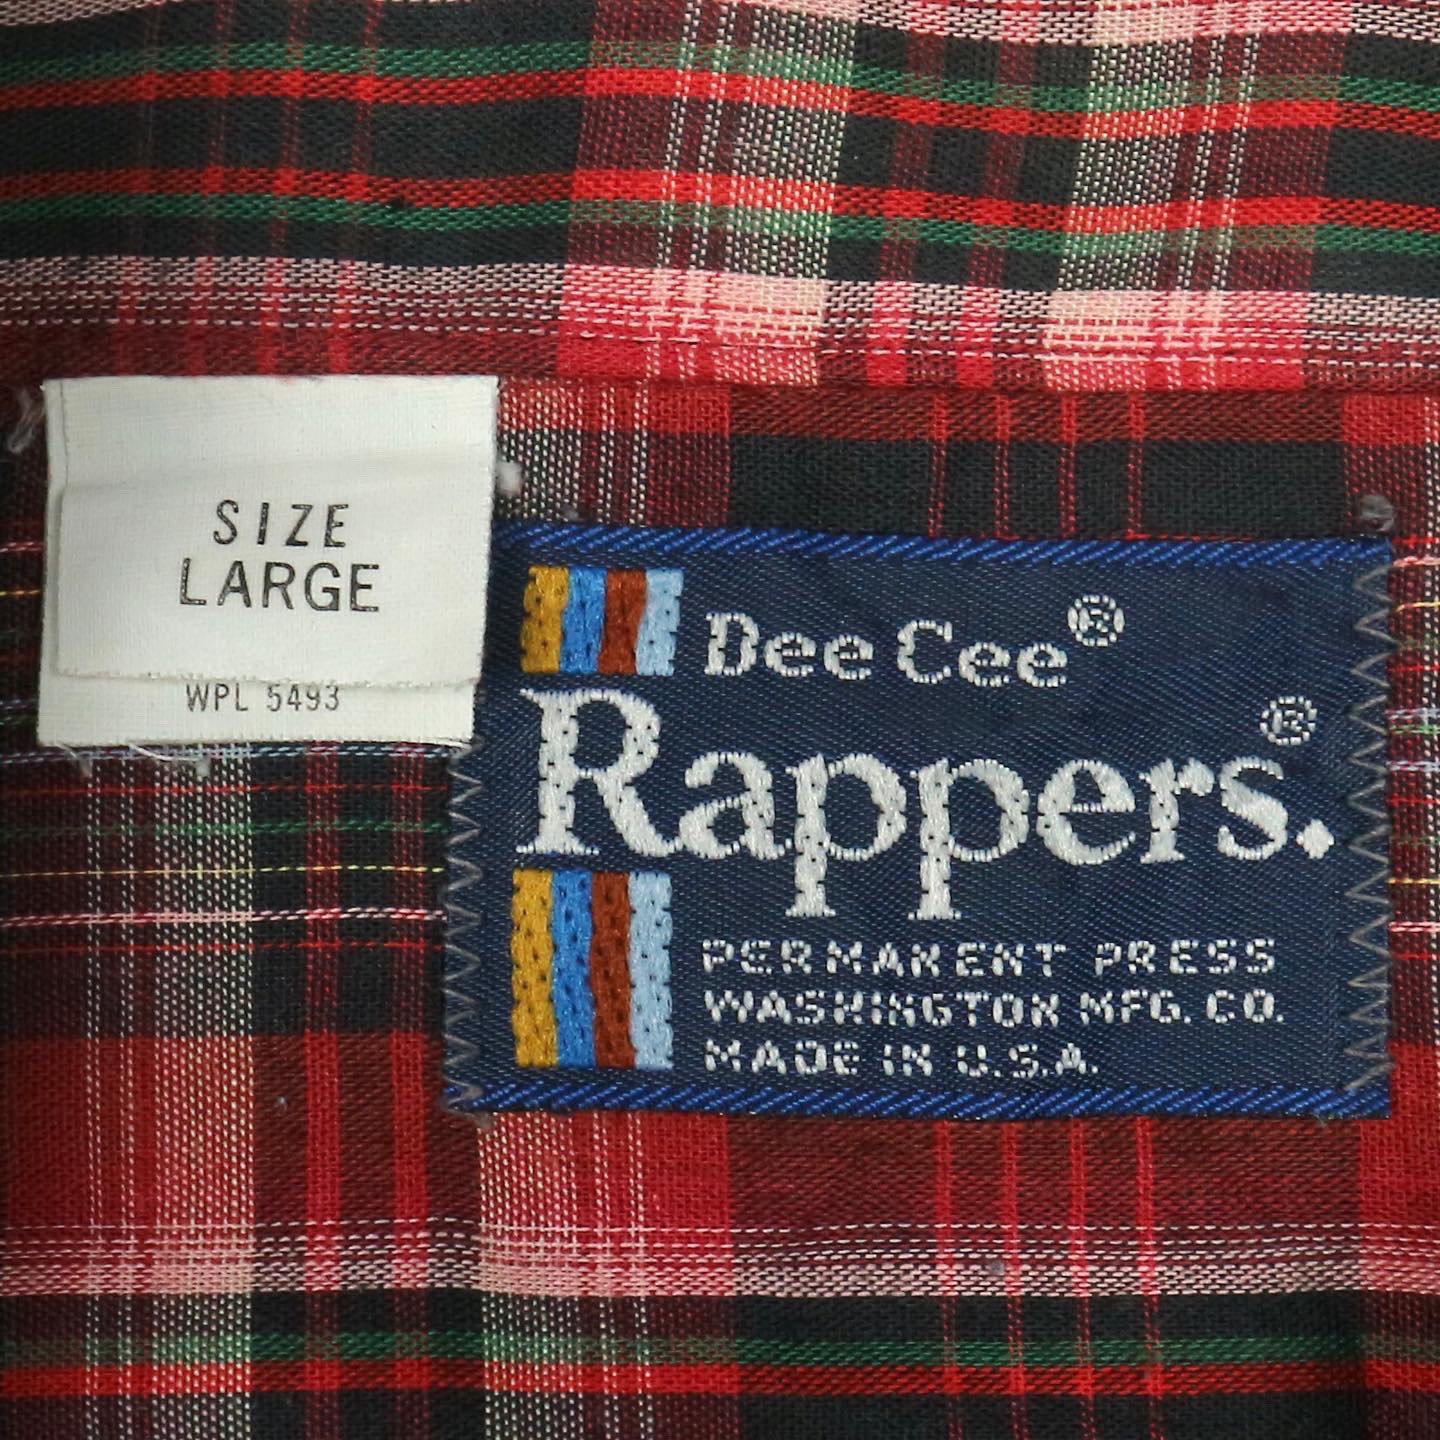 SIZE
LARGE
WPL 5493
Dee Cee®
Rappers.®
PERMANENT PRESS
WASHINGTON MFG. CO.
MADE IN U.S.A.